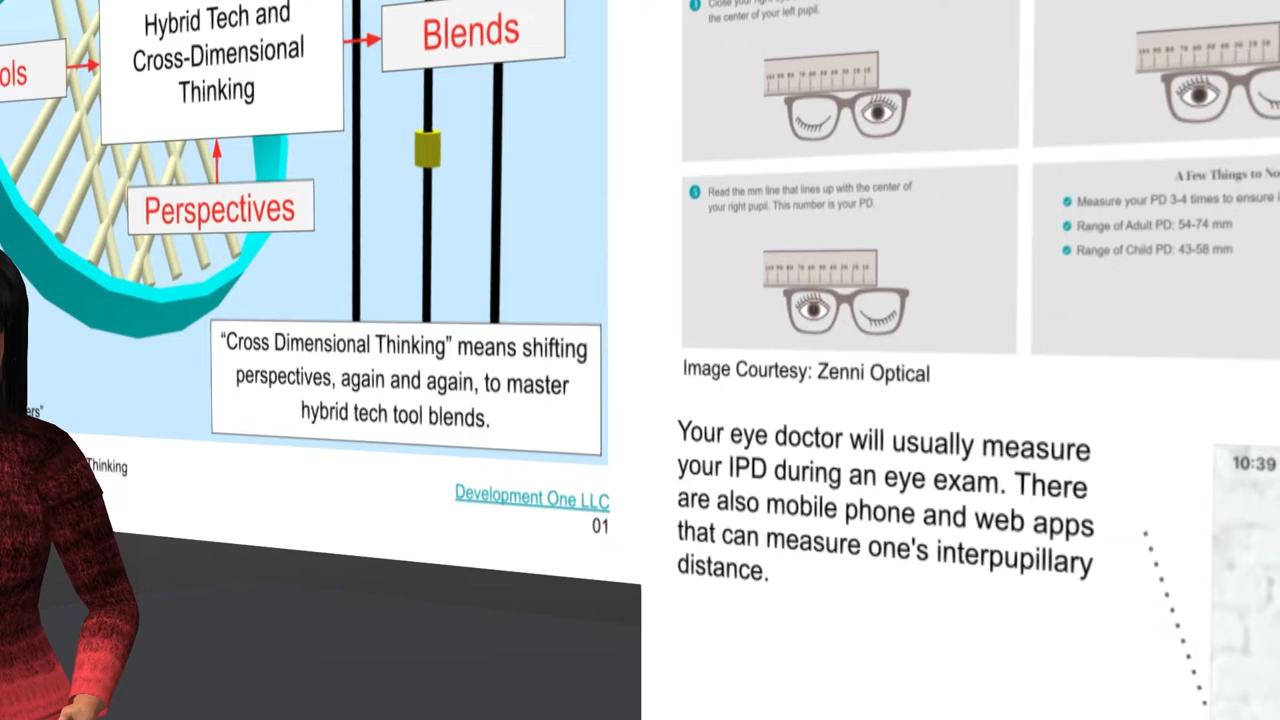 Hybrid Tech and
Cross-Dimensional
Thinking
ols
Blends
Perspectives
“Cross Dimensional Thinking” means shifting
perspectives, again and again, to master
hybrid tech tool blends.
ers”
Thinking
Development One LLC
01
the center of your left pupil.
Read the mm line that lines up with the center of
your right pupil. This number is your PD.
A Few Things to No
Measure your PD 3-4 times to ensure
Range of Adult PD: 54-74 mm
Range of Child PD: 43-58 mm
Image Courtesy: Zenni Optical
Your eye doctor will usually measure
your IPD during an eye exam. There
are also mobile phone and web apps
that can measure one's interpupillary
distance.
10:39